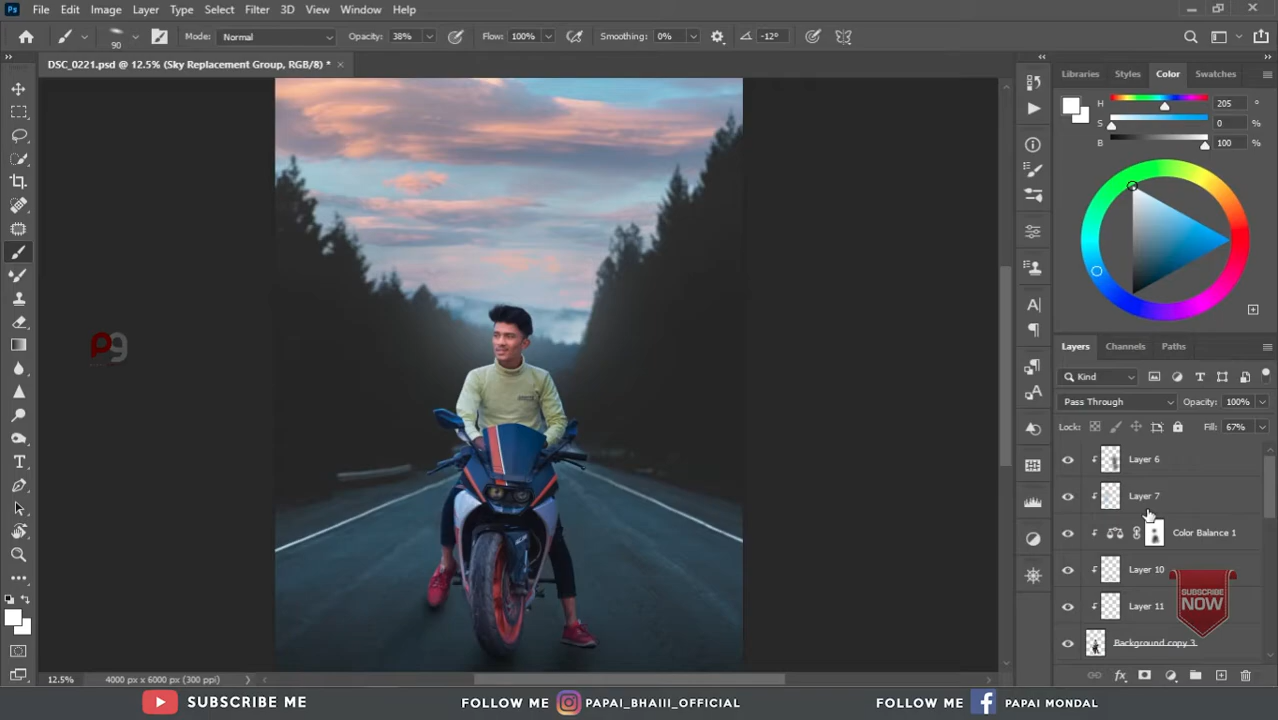 Ps File Edit Image Layer Type Select Filter 3D View Window Help
90 Mode: Normal Opacity: 38% Flow: 100% Smoothing: 0% -12°
DSC_0221.psd @ 12.5% (Sky Replacement Group, RGB/8) *
Libraries Styles Color Swatches
H 205 °
S 0 %
B 100 %
Layers Channels Paths
Kind
Pass Through Opacity: 100%
Lock: Fill: 67%
Layer 6
Layer 7
Color Balance 1
Layer 10
Layer 11
SUBSCRIBE
NOW
Background copy 3
pg
12.5% 4000 px x 6000 px (300 ppi)
SUBSCRIBE ME FOLLOW ME PAPAI_BHAIII_OFFICIAL FOLLOW ME PAPAI MONDAL